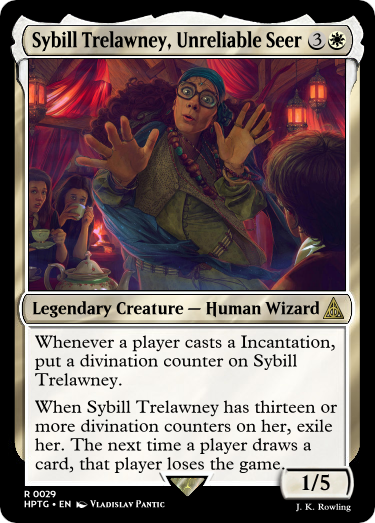 Sybill Trelawney, Unreliable Seer 3
Legendary Creature — Human Wizard
Whenever a player casts a Incantation,
put a divination counter on Sybill
Trelawney.
When Sybill Trelawney has thirteen or
more divination counters on her, exile
her. The next time a player draws a
card, that player loses the game.
1/5
R 0029
HPTG • EN Vladislav Pantic
J. K. Rowling